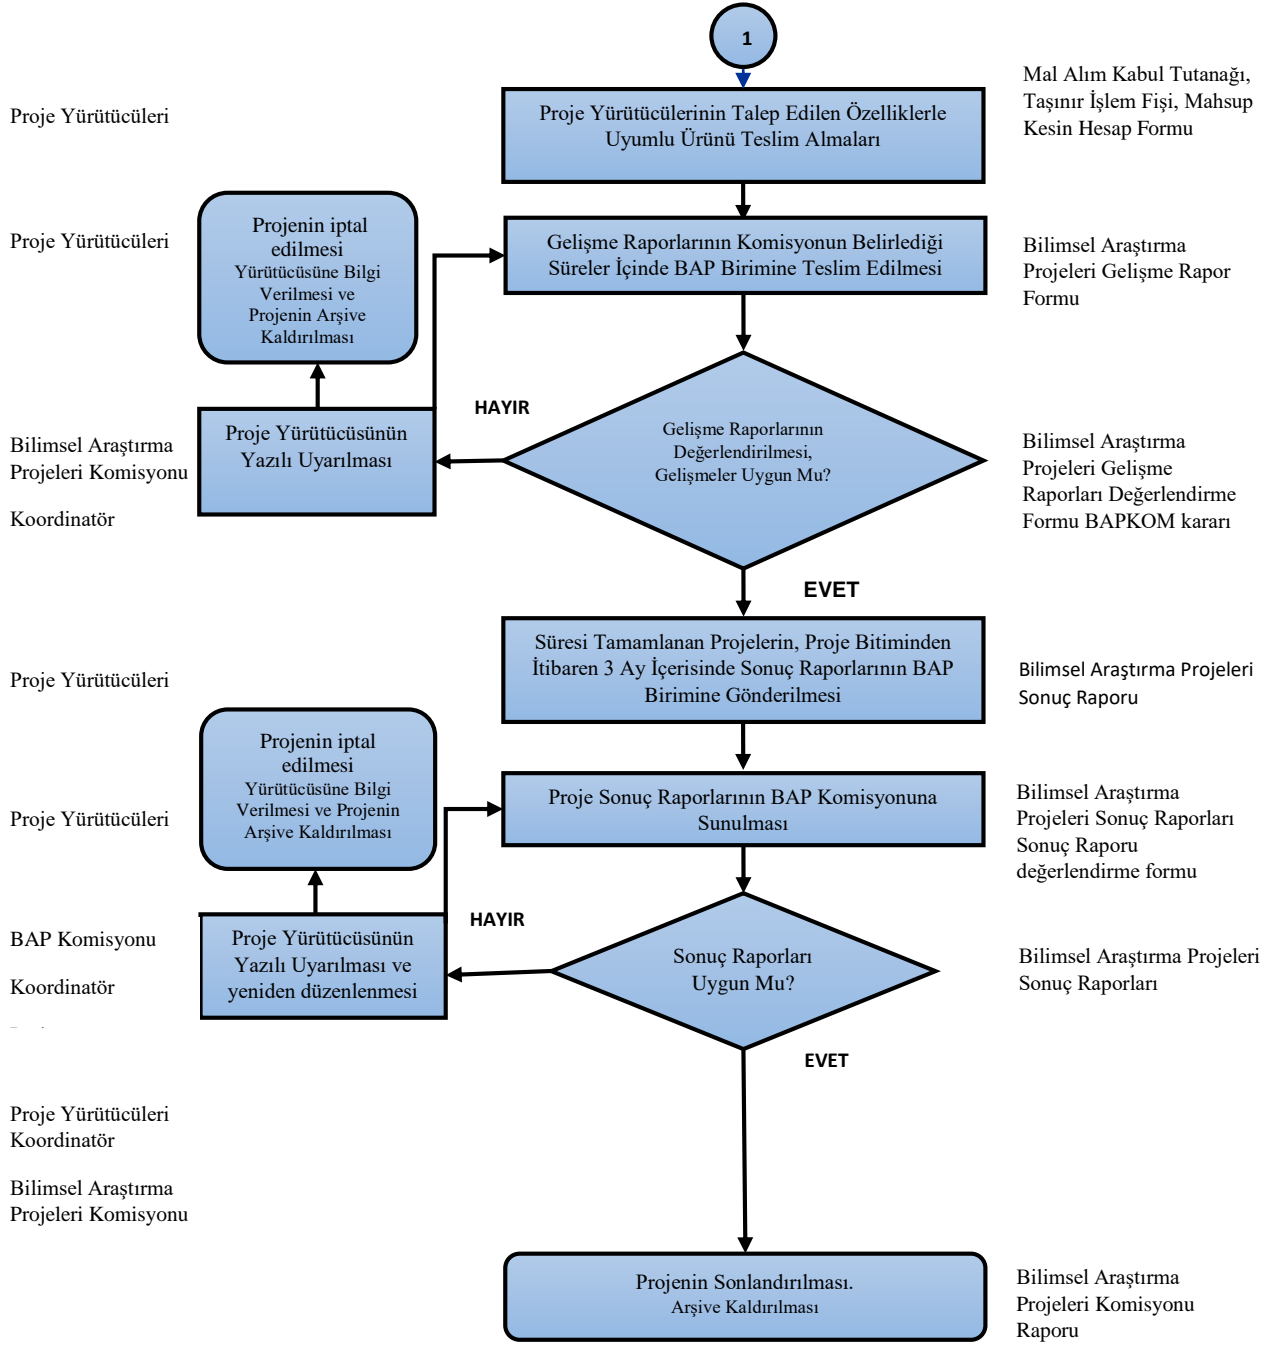 1
Proje Yürütücüleri
Proje Yürütücülerinin Talep Edilen Özelliklerle
Uyumlu Ürünü Teslim Almaları
Mal Alım Kabul Tutanağı,
Taşınır İşlem Fişi, Mahsup
Kesin Hesap Formu
Proje Yürütücüleri
Projenin iptal
edilmesi
Yürütücüsüne Bilgi
Verilmesi ve
Projenin Arşive
Kaldırılması
Gelişme Raporlarının Komisyonun Belirlediği
Süreler İçinde BAP Birimine Teslim Edilmesi
Bilimsel Araştırma
Projeleri Gelişme Rapor
Formu
Bilimsel Araştırma
Projeleri Komisyonu
Koordinatör
Proje Yürütücüsünün
Yazılı Uyarılması
HAYIR
Gelişme Raporlarının
Değerlendirilmesi,
Gelişmeler Uygun Mu?
Bilimsel Araştırma
Projeleri Gelişme
Raporları Değerlendirme
Formu BAPKOM kararı
EVET
Proje Yürütücüleri
Süresi Tamamlanan Projelerin, Proje Bitiminden
İtibaren 3 Ay İçerisinde Sonuç Raporlarının BAP
Birimine Gönderilmesi
Bilimsel Araştırma Projeleri
Sonuç Raporu
Proje Yürütücüleri
Projenin iptal
edilmesi
Yürütücüsüne Bilgi
Verilmesi ve Projenin
Arşive Kaldırılması
Proje Sonuç Raporlarının BAP Komisyonuna
Sunulması
Bilimsel Araştırma
Projeleri Sonuç Raporları
Sonuç Raporu
değerlendirme formu
BAP Komisyonu
Koordinatör
Proje Yürütücüsünün
Yazılı Uyarılması ve
yeniden düzenlenmesi
HAYIR
Sonuç Raporları
Uygun Mu?
Bilimsel Araştırma Projeleri
Sonuç Raporları
EVET
Proje Yürütücüleri
Koordinatör
Bilimsel Araştırma
Projeleri Komisyonu
Projenin Sonlandırılması.
Arşive Kaldırılması
Bilimsel Araştırma
Projeleri Komisyonu
Raporu